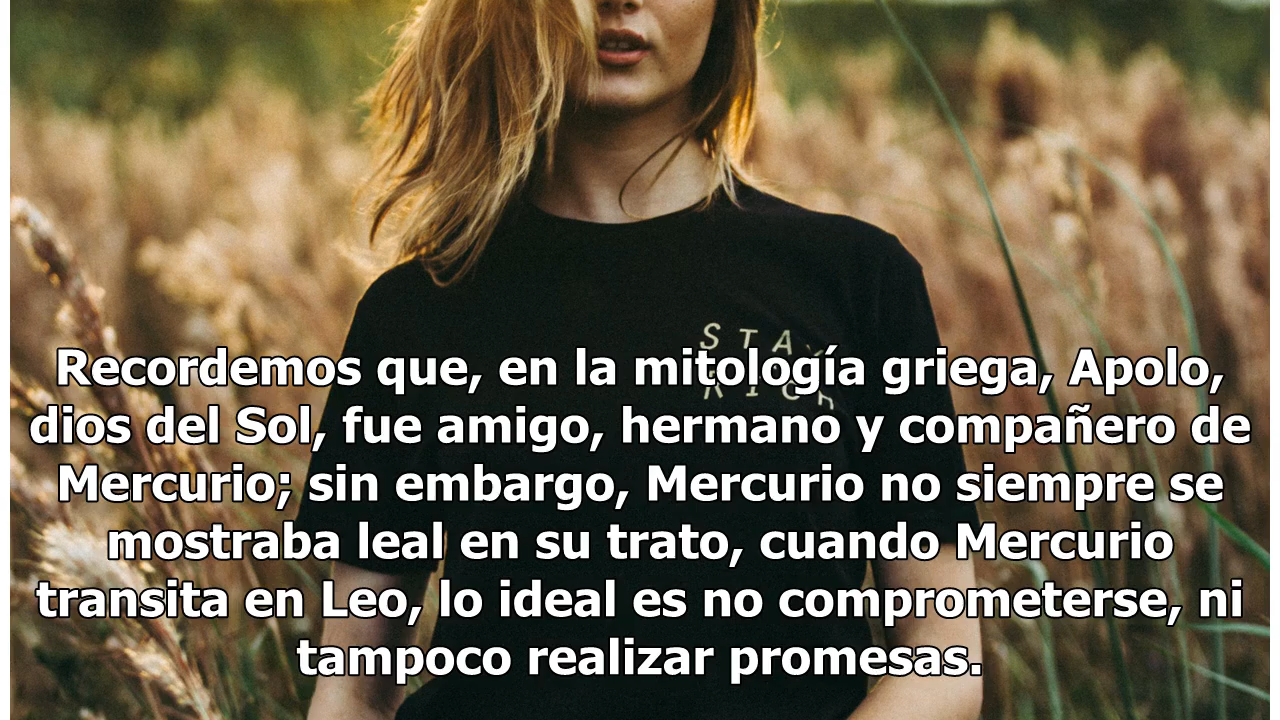 STAY
Recordemos que, en la mitología griega, Apolo,
RICH
dios del Sol, fue amigo, hermano y compañero de
Mercurio; sin embargo, Mercurio no siempre se
mostraba leal en su trato, cuando Mercurio
transita en Leo, lo ideal es no comprometerse, ni
tampoco realizar promesas.